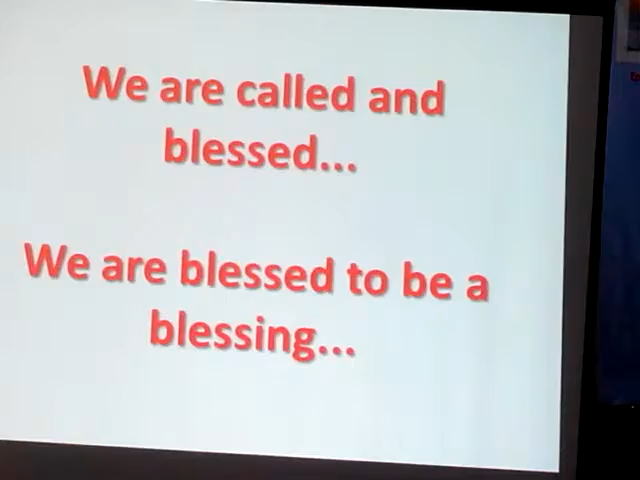 We are called and
blessed...
We are blessed to be a
blessing...